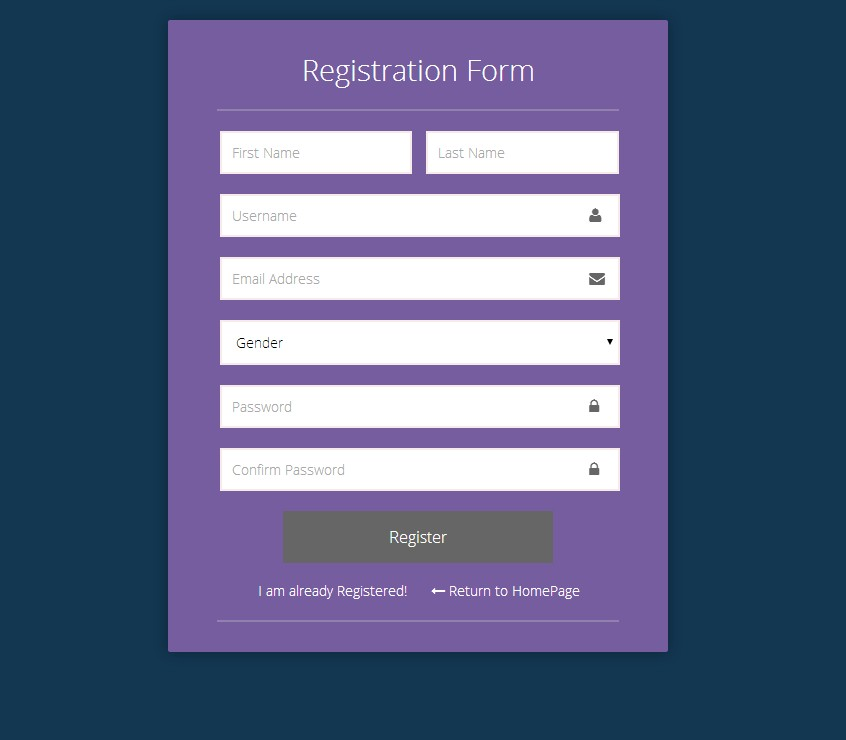 Registration Form
First Name Last Name
Username
Email Address
Gender
Password
Confirm Password
Register
I am already Registered! Return to HomePage